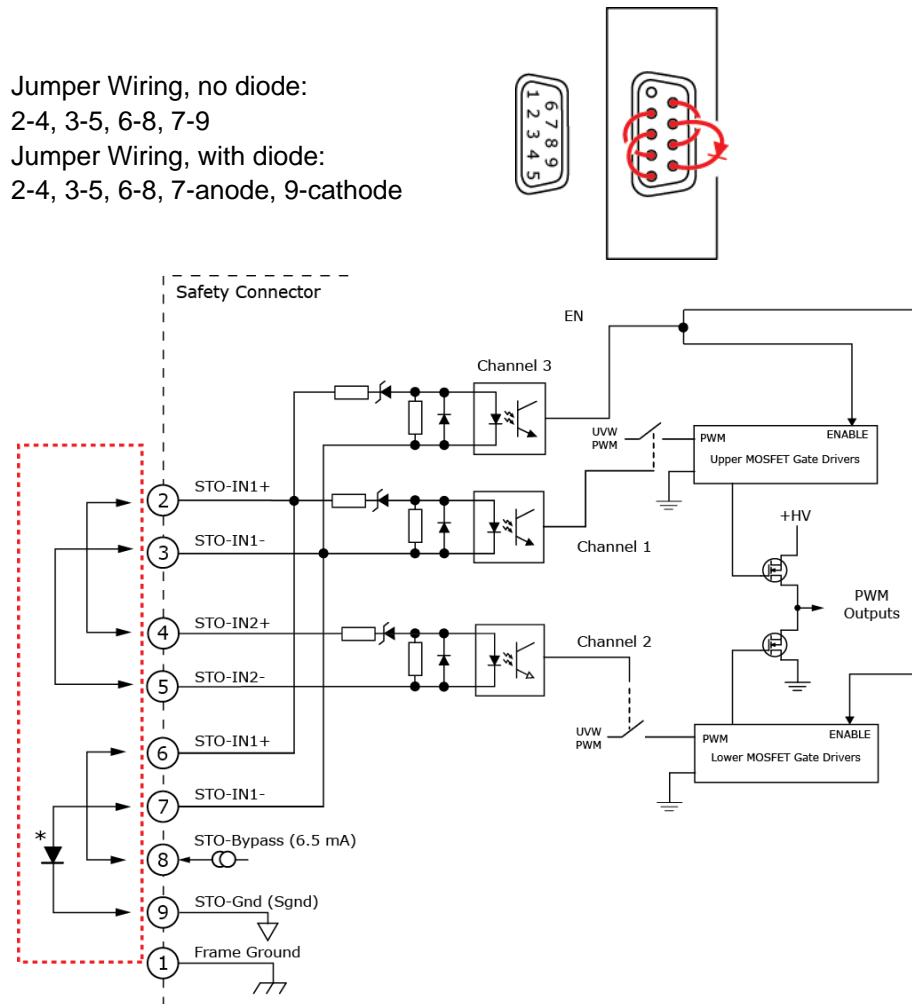 Jumper Wiring, no diode:
2-4, 3-5, 6-8, 7-9
Jumper Wiring, with diode:
2-4, 3-5, 6-8, 7-anode, 9-cathode
1 2 3 4 5
6 7 8 9
Safety Connector
EN
Channel 3
UVW
PWM
PWM
ENABLE
Upper MOSFET Gate Drivers
2 STO-IN1+
3 STO-IN1-
Channel 1
+HV
PWM
Outputs
4 STO-IN2+
5 STO-IN2-
Channel 2
UVW
PWM
PWM
ENABLE
Lower MOSFET Gate Drivers
6 STO-IN1+
7 STO-IN1-
*
8 STO-Bypass (6.5 mA)
9 STO-Gnd (Sgnd)
1 Frame Ground